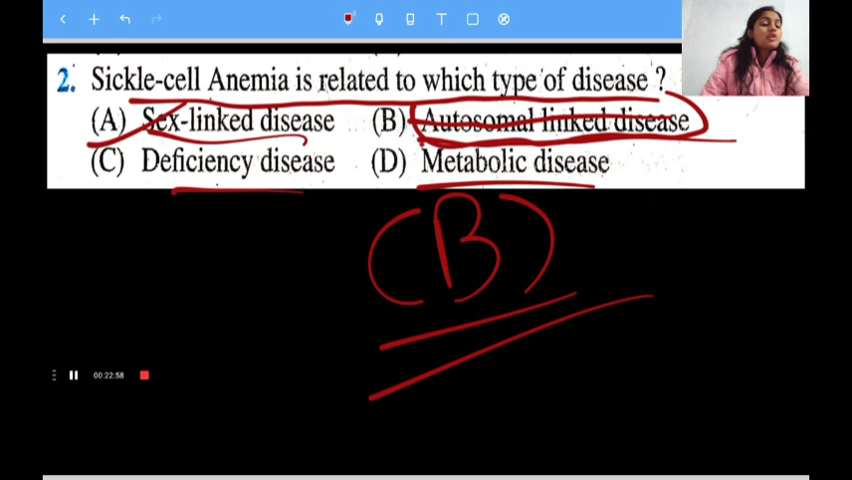 T
2. Sickle-cell Anemia is related to which type of disease ?
(A) Sex-linked disease (B) Autosomal linked disease
(C) Deficiency disease (D) Metabolic disease
(B)
00:22:58